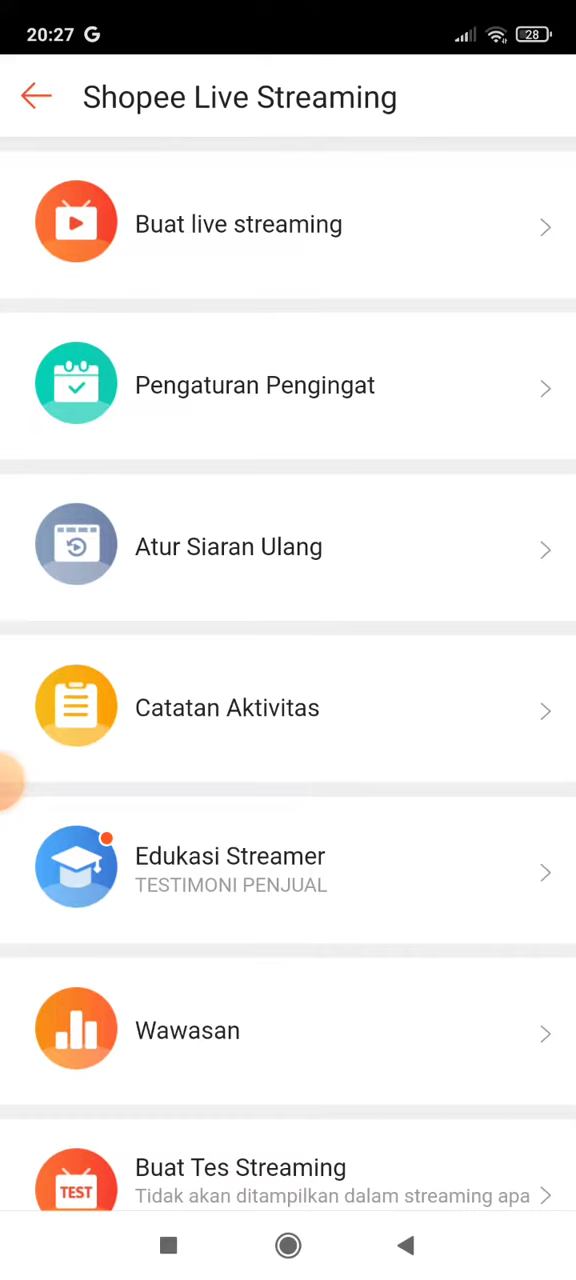 20:27 G
28
Shopee Live Streaming
Buat live streaming
Pengaturan Pengingat
Atur Siaran Ulang
Catatan Aktivitas
Edukasi Streamer
TESTIMONI PENJUAL
Wawasan
Buat Tes Streaming
TEST
Tidak akan ditampilkan dalam streaming apa